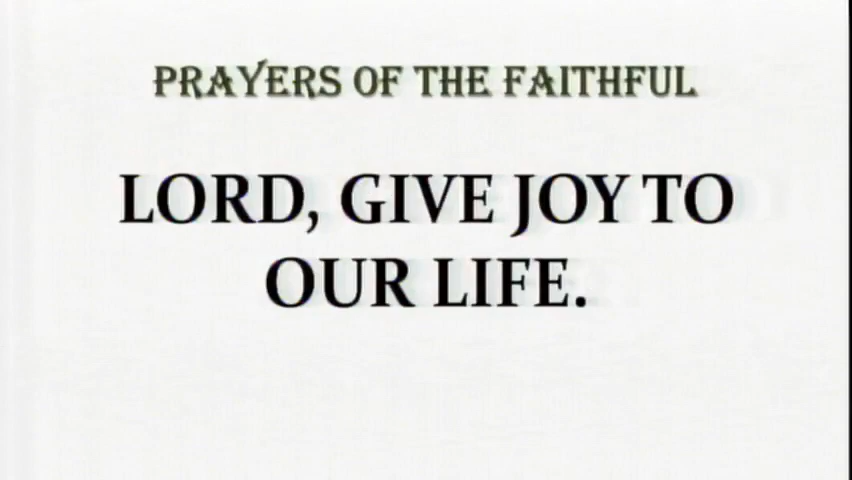 PRAYERS OF THE FAITHFUL
LORD, GIVE JOY TO
OUR LIFE.